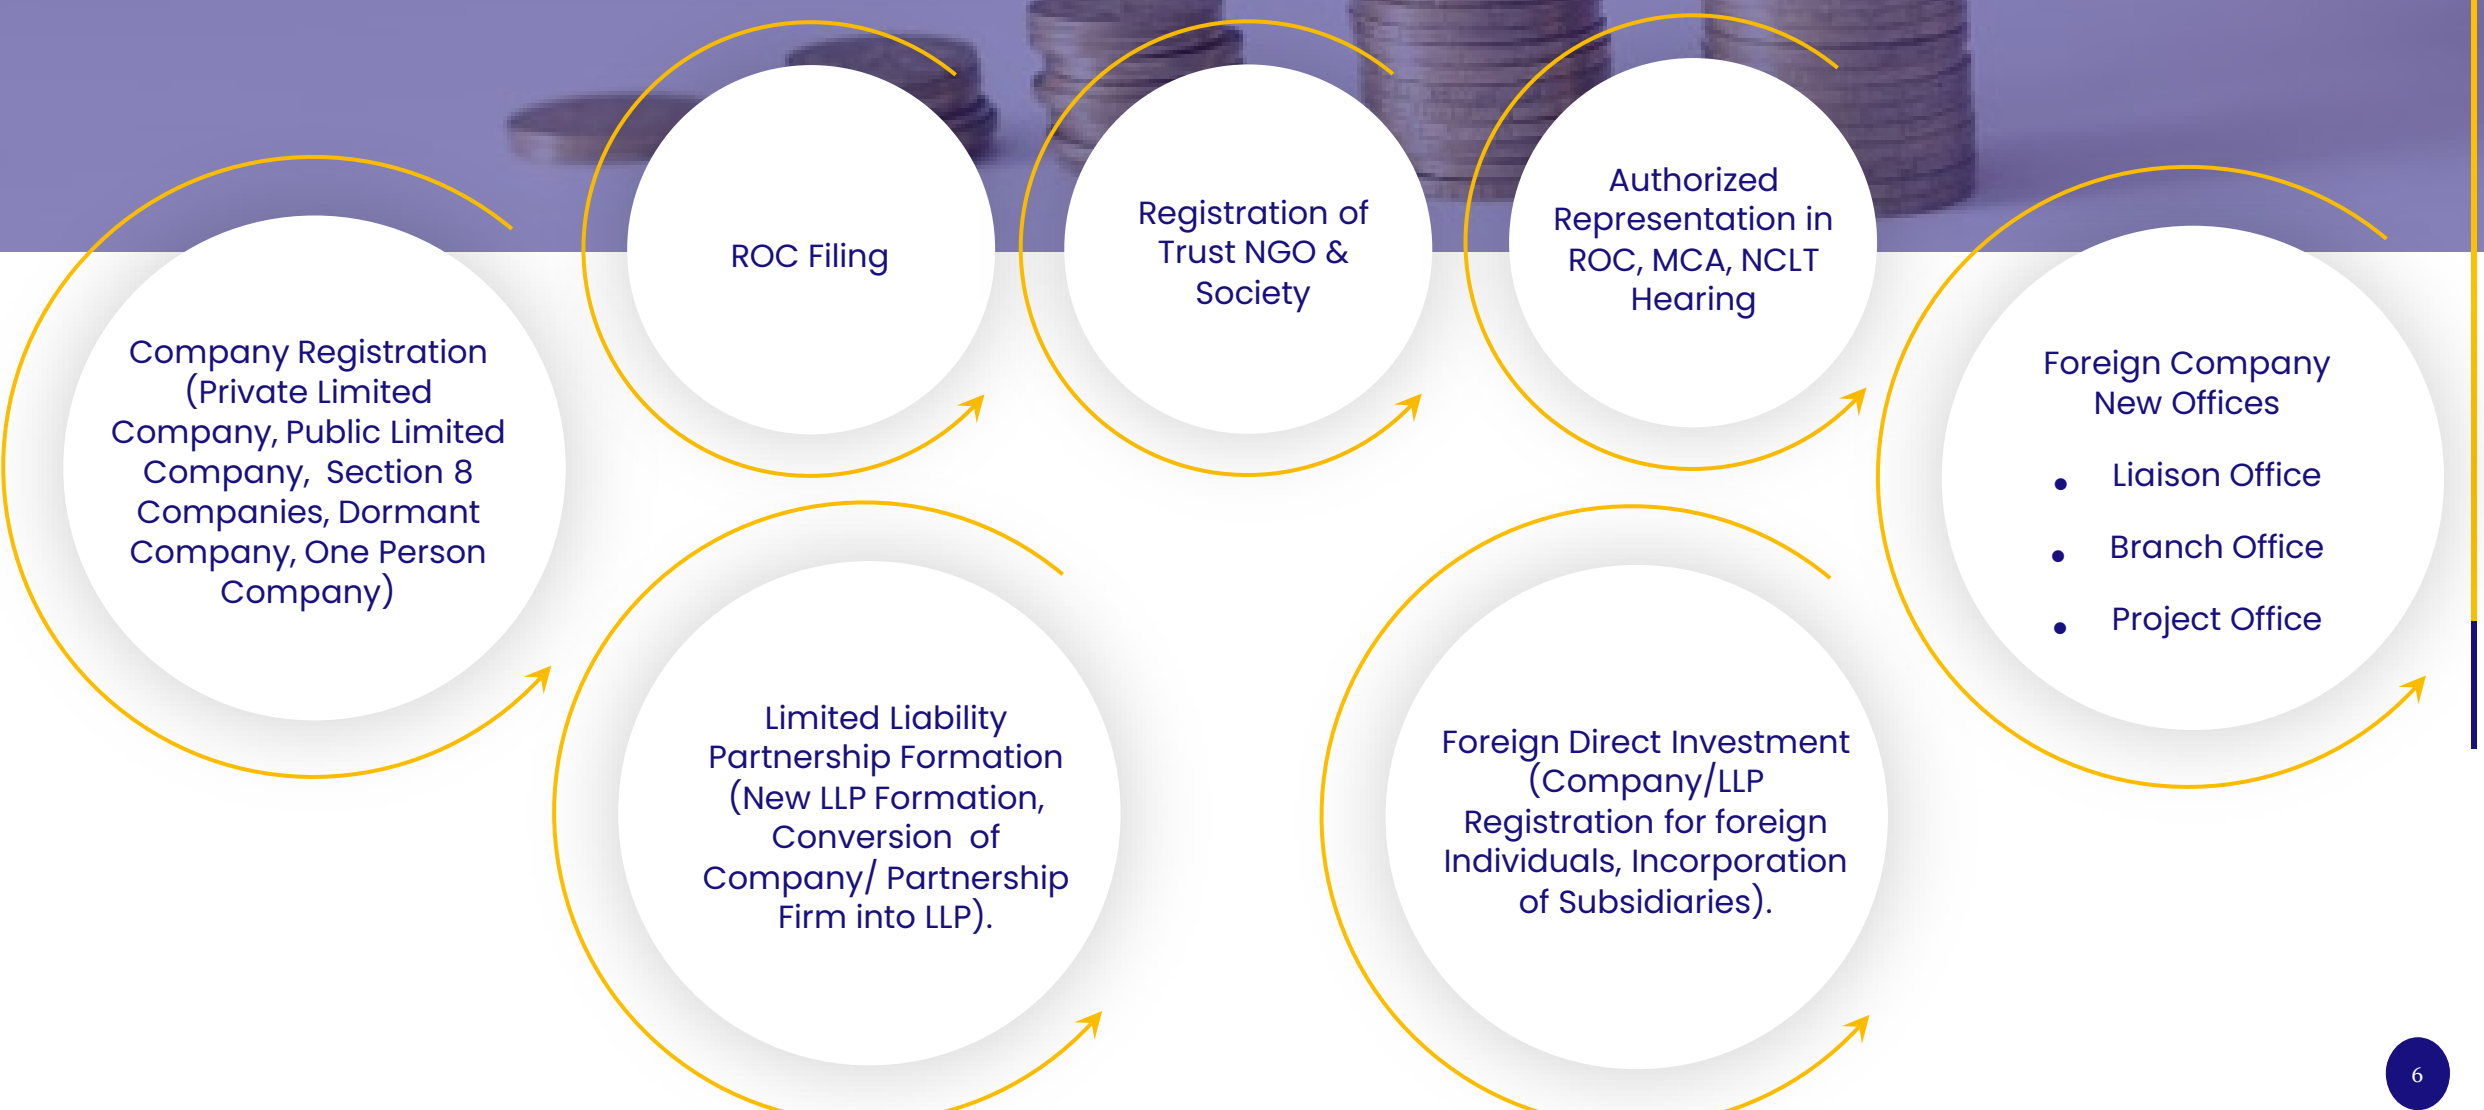 Company Registration
(Private Limited
Company, Public Limited
Company,  Section 8
Companies, Dormant
Company, One Person
Company)
ROC Filing
Registration of
Trust NGO &
Society
Authorized
Representation in
ROC, MCA, NCLT
Hearing
Foreign Company
New Offices
• Liaison Office
• Branch Office
• Project Office
Limited Liability
Partnership Formation
(New LLP Formation,
Conversion  of
Company/ Partnership
Firm into LLP).
Foreign Direct Investment
(Company/LLP
Registration for foreign
Individuals, Incorporation
of Subsidiaries).
6